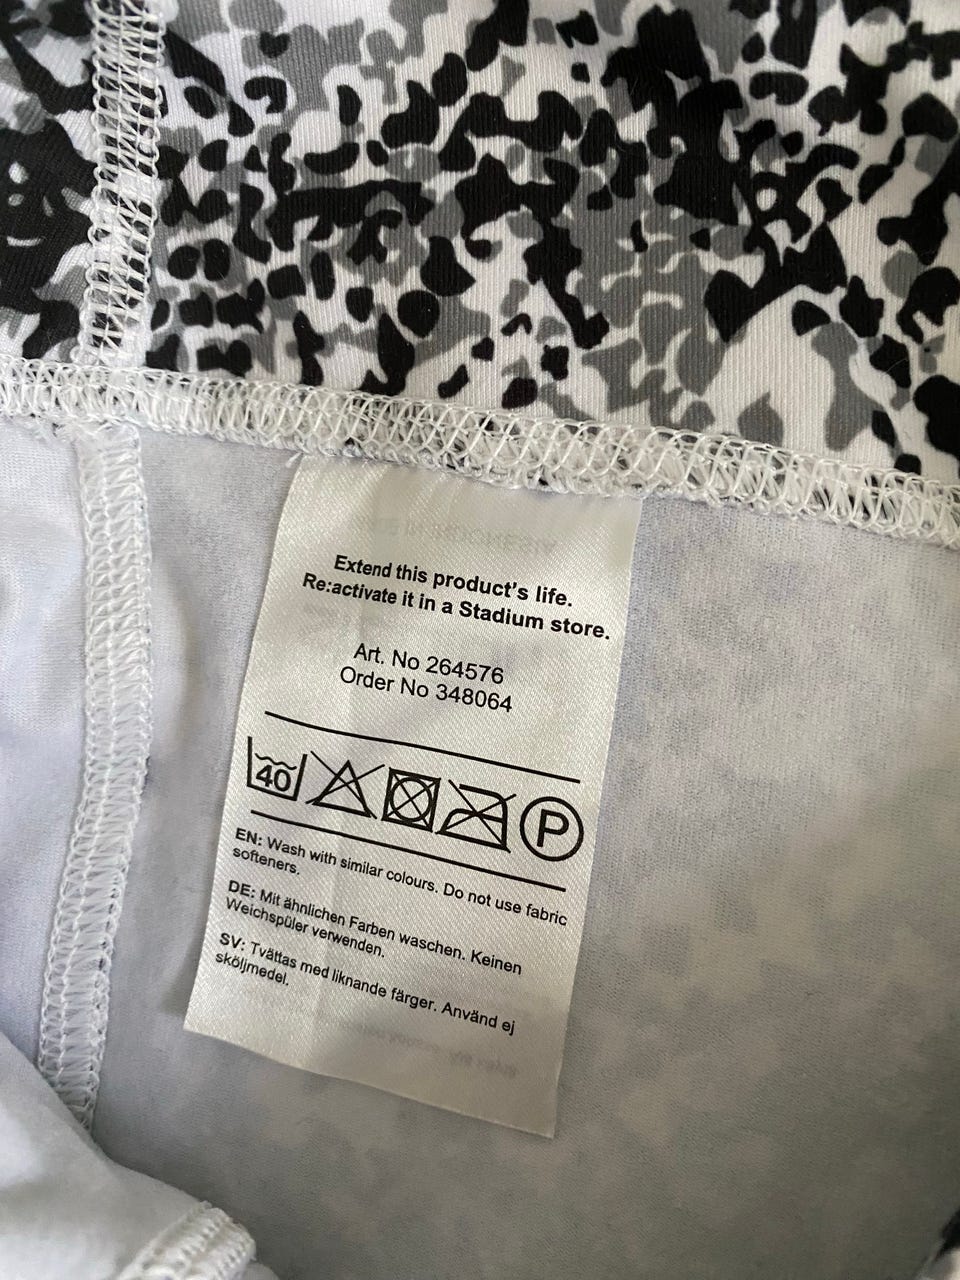 Extend this product's life.
Re:activate it in a Stadium store.
Art. No 264576
Order No 348064
40
P
EN: Wash with similar colours. Do not use fabric
softeners.
DE: Mit ähnlichen Farben waschen. Keinen
Weichspüler verwenden.
SV: Tvättas med liknande färger. Använd ej
sköljmedel.